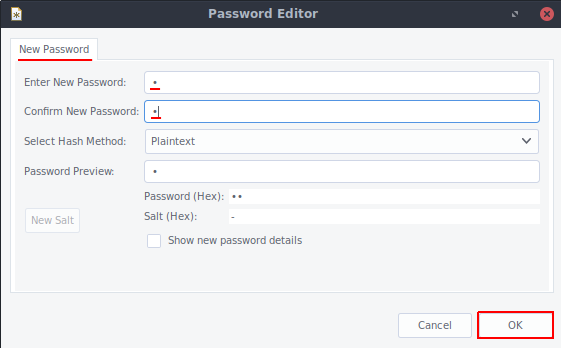 Password Editor
New Password
Enter New Password: •
Confirm New Password: •
Select Hash Method: Plaintext
Password Preview: •
Password (Hex): ••
New Salt
Salt (Hex): -
Show new password details
Cancel
OK